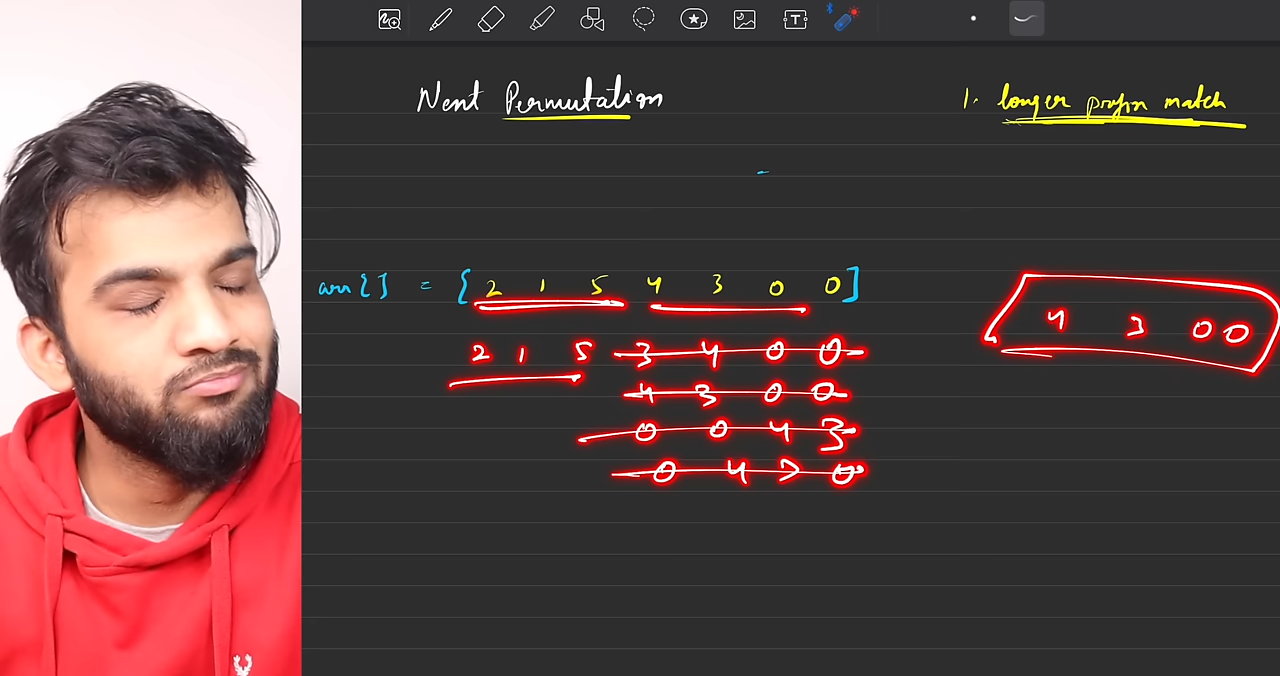 Next Permutation
1. longer prefix match
arr[] = [2 1 5 4 3 0 0]
4 3 0 0
2 1 5 3 4 0 0
4 3 0 0
0 0 4 3
0 4 3 0